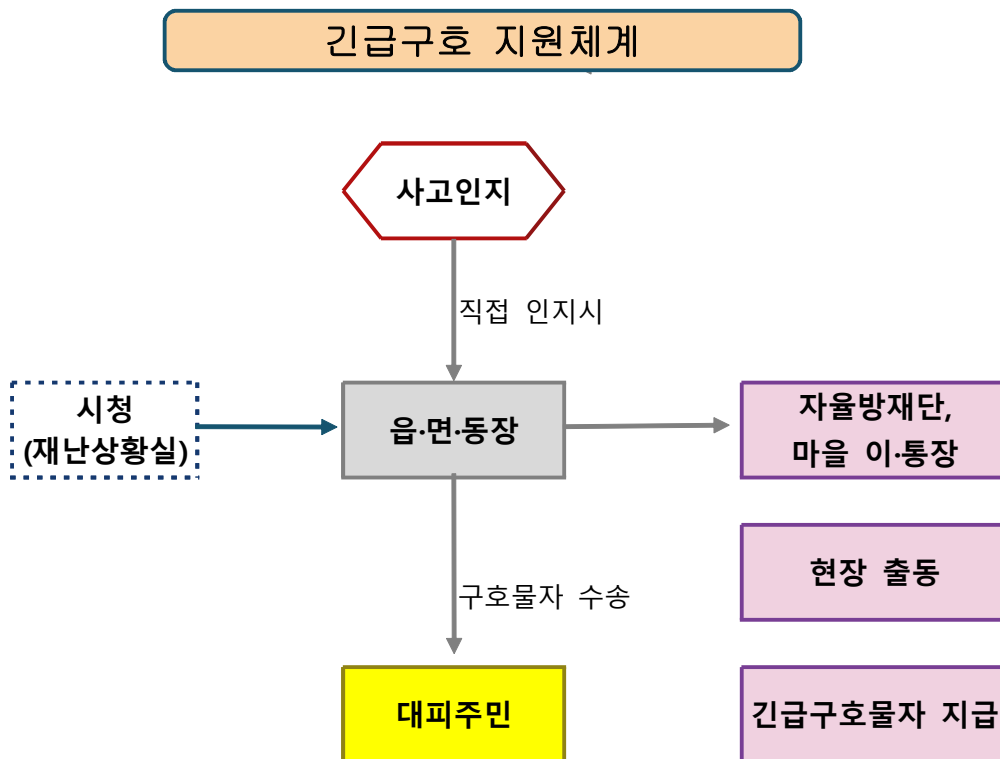 긴급구호 지원체계
사고인지
직접 인지시
시청
(재난상황실)
읍·면·동장
자율방재단,
마을 이·통장
현장 출동
구호물자 수송
대피주민
긴급구호물자 지급